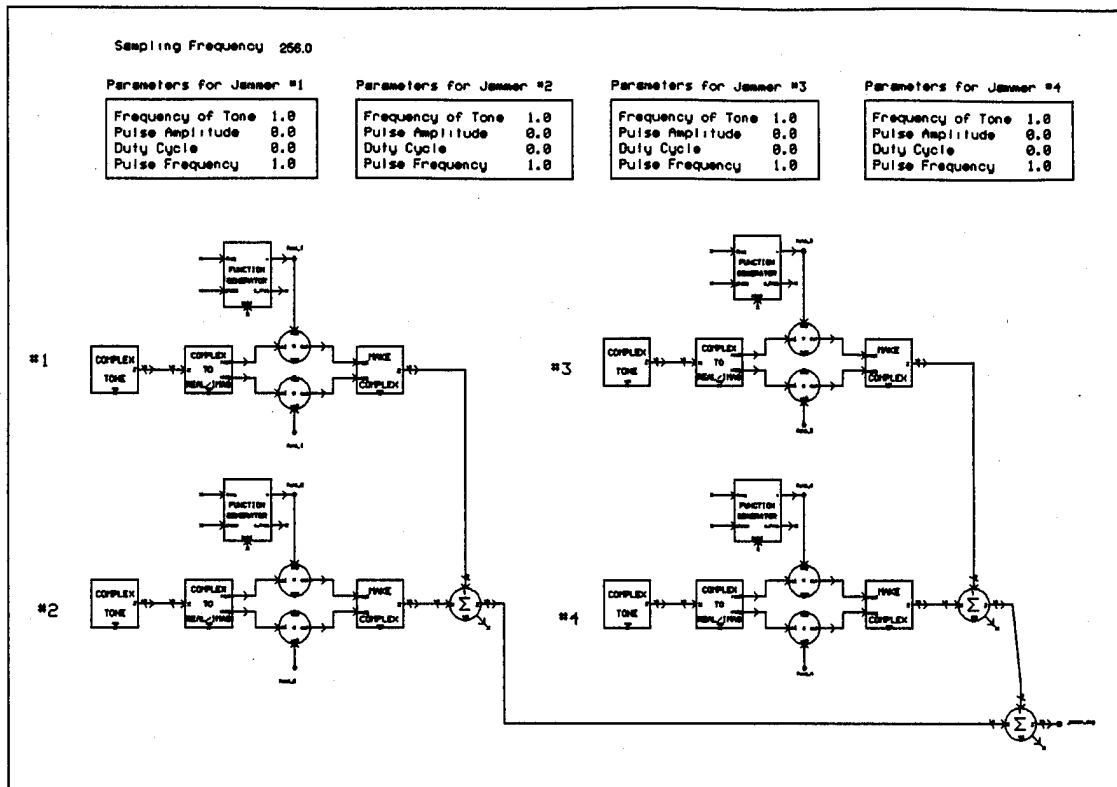 Sampling Frequency 256.0
Parameters for Jammer #1
Frequency of Tone 1.0
Pulse Amplitude 0.0
Duty Cycle 0.0
Pulse Frequency 1.0
Parameters for Jammer #2
Frequency of Tone 1.0
Pulse Amplitude 0.0
Duty Cycle 0.0
Pulse Frequency 1.0
Parameters for Jammer #3
Frequency of Tone 1.0
Pulse Amplitude 0.0
Duty Cycle 0.0
Pulse Frequency 1.0
Parameters for Jammer #4
Frequency of Tone 1.0
Pulse Amplitude 0.0
Duty Cycle 0.0
Pulse Frequency 1.0
#1
FUNCTION
GENERATOR
COMPLEX
TONE
COMPLEX
TO
REAL/IMAG
MAKE
COMPLEX
#3
FUNCTION
GENERATOR
COMPLEX
TONE
COMPLEX
TO
REAL/IMAG
MAKE
COMPLEX
#2
FUNCTION
GENERATOR
COMPLEX
TONE
COMPLEX
TO
REAL/IMAG
MAKE
COMPLEX
Σ
#4
FUNCTION
GENERATOR
COMPLEX
TONE
COMPLEX
TO
REAL/IMAG
MAKE
COMPLEX
Σ
Σ